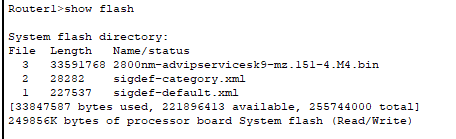 Router1>show flash
System flash directory:
File  Length   Name/status
  3   33591768 2800nm-advipservicesk9-mz.151-4.M4.bin
  2   28282    sigdef-category.xml
  1   227537   sigdef-default.xml
[33847587 bytes used, 221896413 available, 255744000 total]
249856K bytes of processor board System flash (Read/Write)